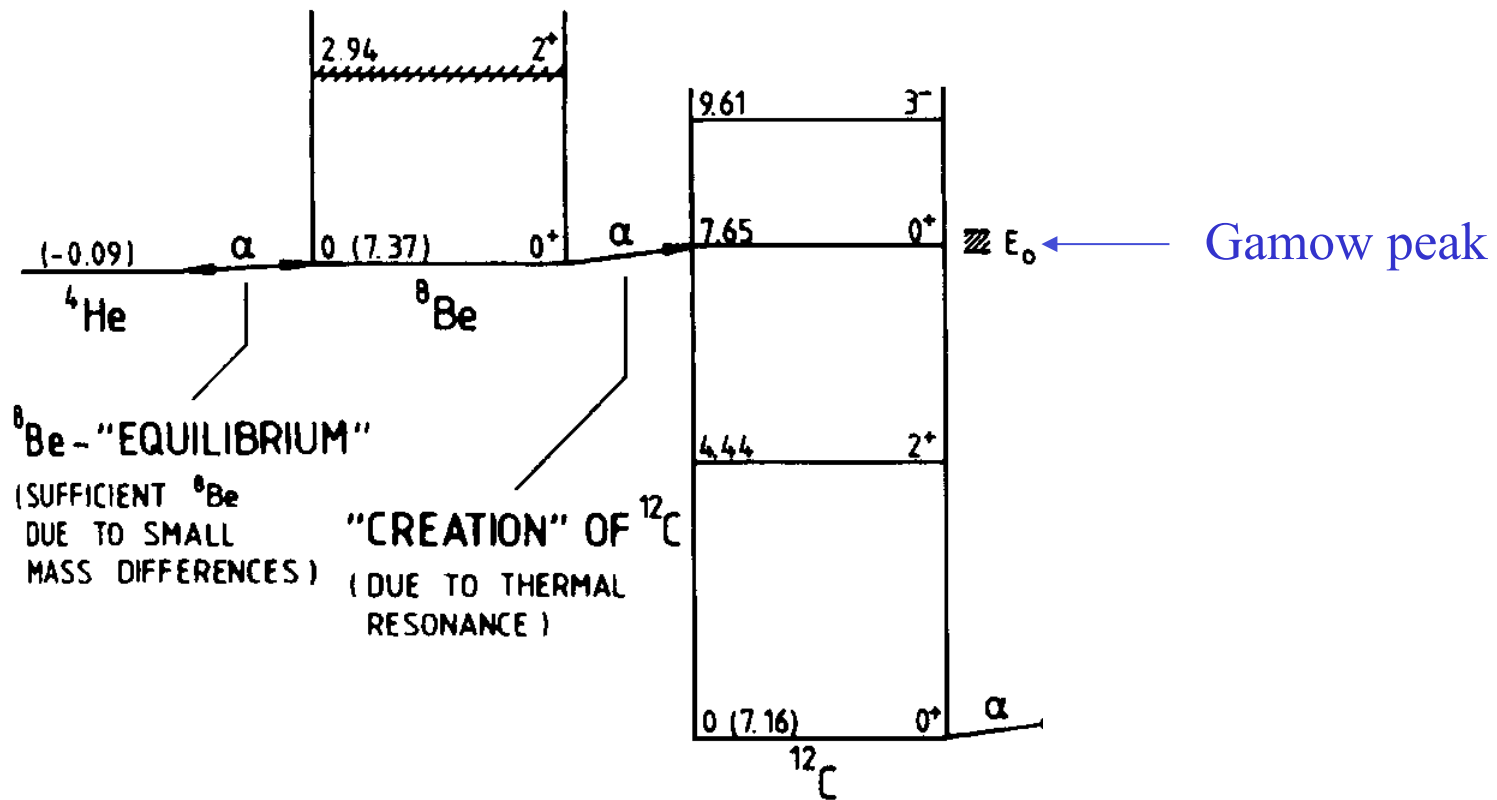 2.94 2⁺
9.61 3⁻
(-0.09) α 0 (7.37) 0⁺ α 7.65 0⁺ E₀ Gamow peak
⁴He ⁸Be
⁸Be-"EQUILIBRIUM"
(SUFFICIENT ⁸Be
DUE TO SMALL
MASS DIFFERENCES)
4.44 2⁺
"CREATION" OF ¹²C
(DUE TO THERMAL
RESONANCE)
0 (7.16) 0⁺ α
¹²C